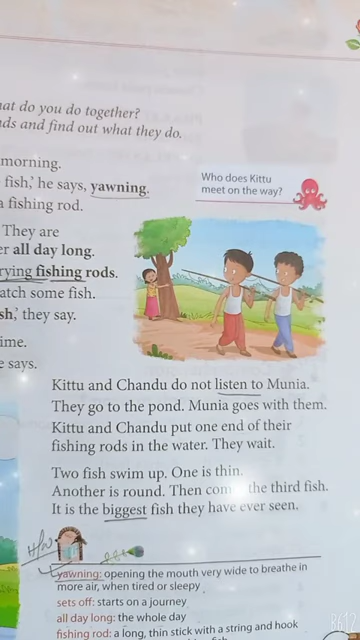 at do you do together?
ds and find out what they do.
morning.
fish,' he says, yawning.
a fishing rod.
Who does Kittu
meet on the way?
They are
er all day long.
rying fishing rods.
atch some fish.
sh,' they say.
ime.
e says.
Kittu and Chandu do not listen to Munia.
They go to the pond. Munia goes with them.
Kittu and Chandu put one end of their
fishing rods in the water. They wait.
Two fish swim up. One is thin.
Another is round. Then com the third fish.
It is the biggest fish they have ever seen.
H/w
yawning: opening the mouth very wide to breathe in
more air, when tired or sleepy
sets off: starts on a journey
all day long: the whole day
fishing rod: a long, thin stick with a string and hook